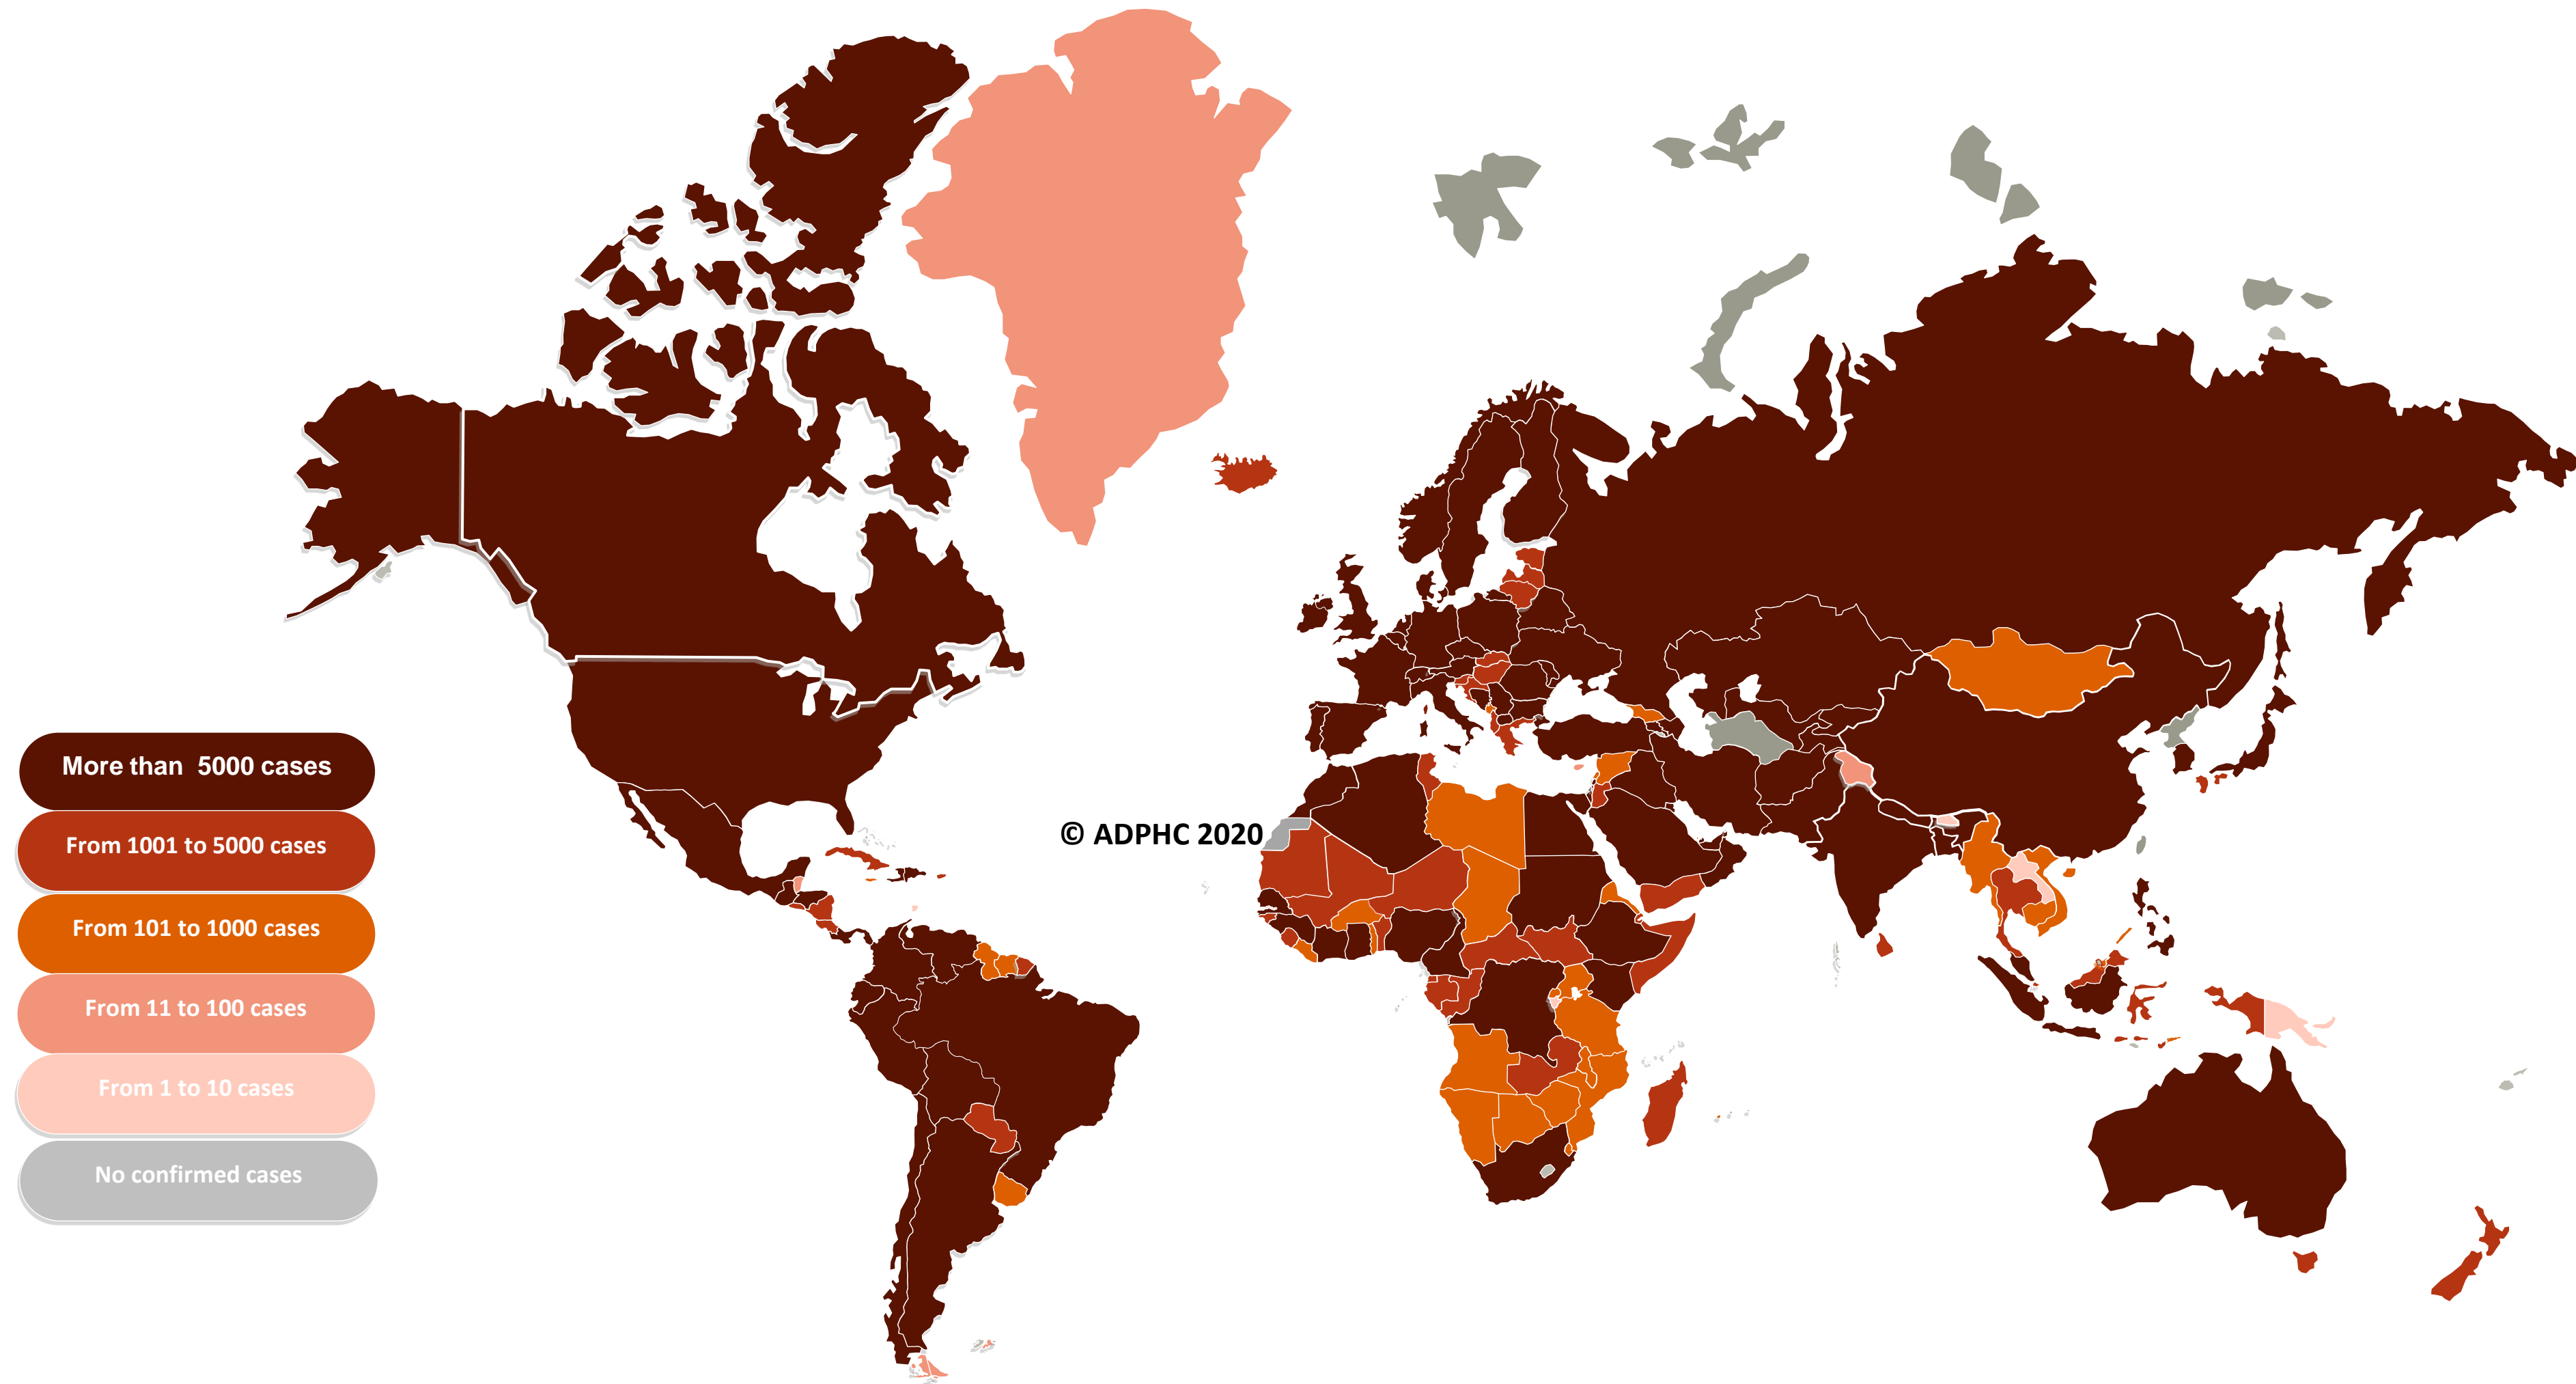 More than  5000 cases
From 1001 to 5000 cases
From 101 to 1000 cases
From 11 to 100 cases
From 1 to 10 cases
No confirmed cases
© ADPHC 2020